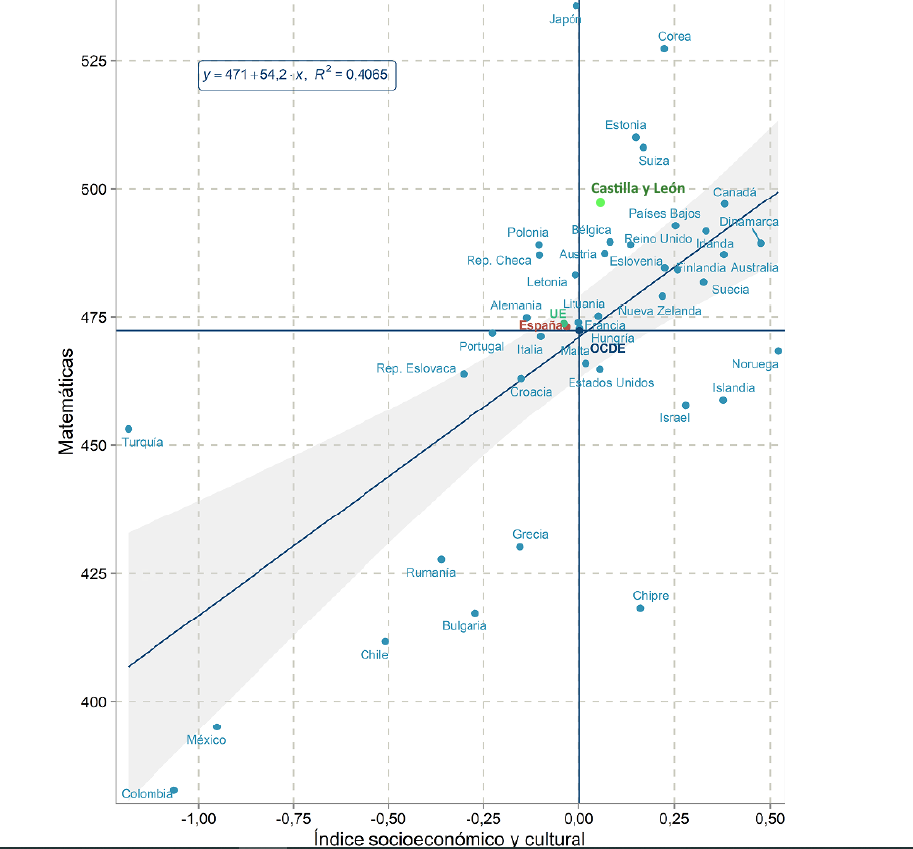 Japón
Corea
525
y = 471 + 54,2 · x, R² = 0,4065
Estonia
Suiza
500
Castilla y León
Canadá
Países Bajos
Dinamarca
Polonia
Bélgica
Reino Unido
Irlanda
Rep. Checa
Austria
Eslovenia
Finlandia
Australia
Letonia
Suecia
Alemania
Lituania
Nueva Zelanda
475
UE
España
Francia
Hungría
Portugal
Italia
Malta
OCDE
Noruega
Rep. Eslovaca
Estados Unidos
Croacia
Islandia
Israel
Matemáticas
450
Turquía
Grecia
425
Rumanía
Chipre
Bulgaria
Chile
400
México
Colombia
-1,00
-0,75
-0,50
-0,25
0,00
0,25
0,50
Índice socioeconómico y cultural